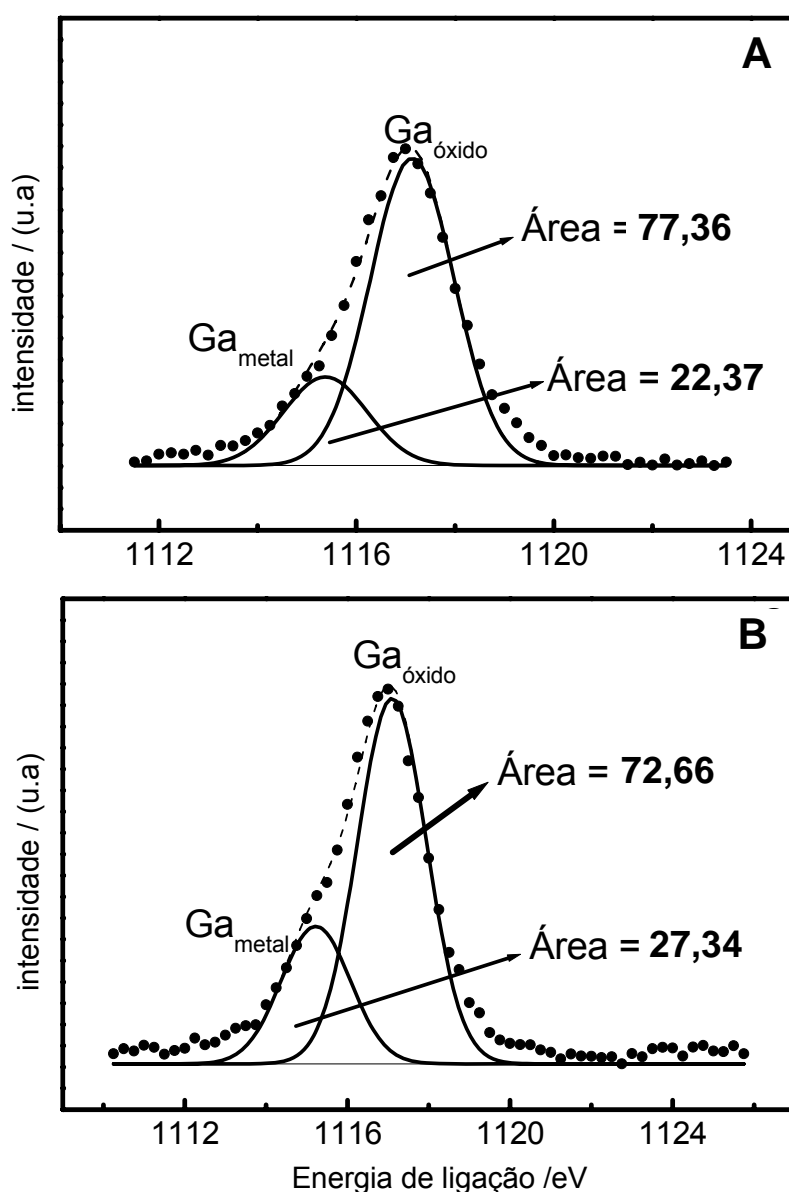 A
Ga óxido
Área = 77,36
Ga metal
Área = 22,37
intensidade / (u.a)
1112 1116 1120 1124
B
Ga óxido
Área = 72,66
Ga metal
Área = 27,34
intensidade / (u.a)
1112 1116 1120 1124
Energia de ligação /eV